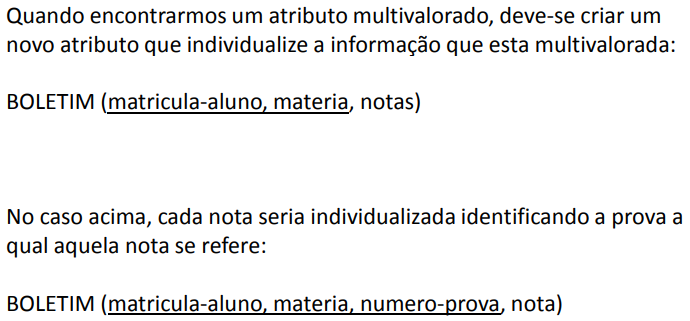 Quando encontrarmos um atributo multivalorado, deve-se criar um
novo atributo que individualize a informação que esta multivalorada:
BOLETIM (matricula-aluno, materia, notas)
No caso acima, cada nota seria individualizada identificando a prova a
qual aquela nota se refere:
BOLETIM (matricula-aluno, materia, numero-prova, nota)